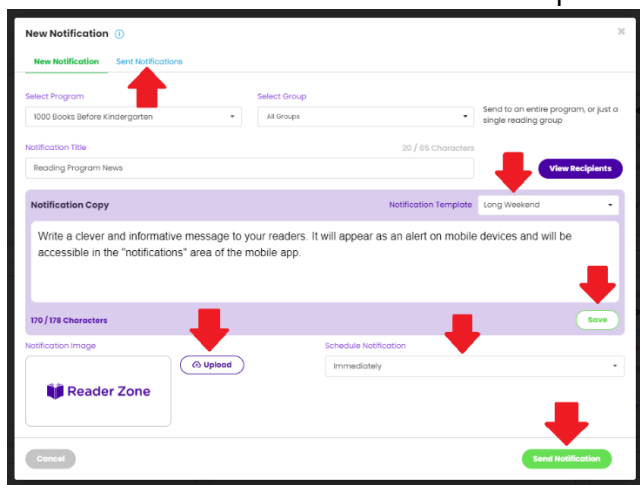 New Notification
New Notification Sent Notifications
Select Program Select Group
1000 Books Before Kindergarten All Groups
Send to an entire program, or just a
single reading group
Notification Title 20 / 65 Characters
Reading Program News View Recipients
Notification Copy Notification Template Long Weekend
Write a clever and informative message to your readers. It will appear as an alert on mobile devices and will be
accessible in the "notifications" area of the mobile app.
170 / 178 Characters Save
Notification Image Schedule Notification
Upload Immediately
Reader Zone
Cancel Send Notification